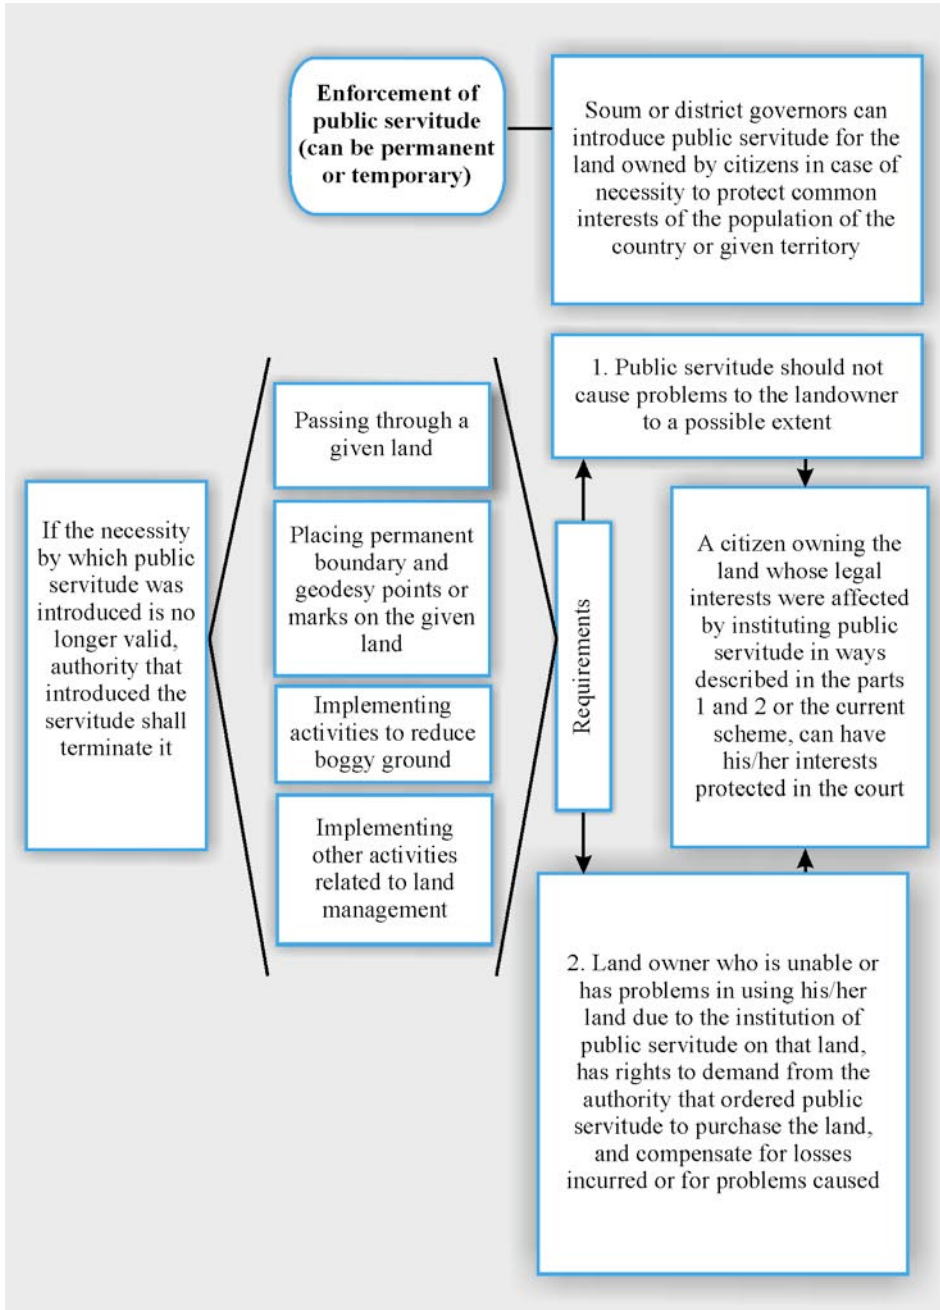 Enforcement of
public servitude
(can be permanent
or temporary)
Soum or district governors can
introduce public servitude for the
land owned by citizens in case of
necessity to protect common
interests of the population of the
country or given territory
If the necessity
by which public
servitude was
introduced is no
longer valid,
authority that
introduced the
servitude shall
terminate it
Passing through a
given land
Placing permanent
boundary and
geodesy points or
marks on the given
land
Implementing
activities to reduce
boggy ground
Implementing
other activities
related to land
management
Requirements
1. Public servitude should not
cause problems to the landowner
to a possible extent
A citizen owning the
land whose legal
interests were affected
by instituting public
servitude in ways
described in the parts
1 and 2 or the current
scheme, can have
his/her interests
protected in the court
2. Land owner who is unable or
has problems in using his/her
land due to the institution of
public servitude on that land,
has rights to demand from the
authority that ordered public
servitude to purchase the land,
and compensate for losses
incurred or for problems caused